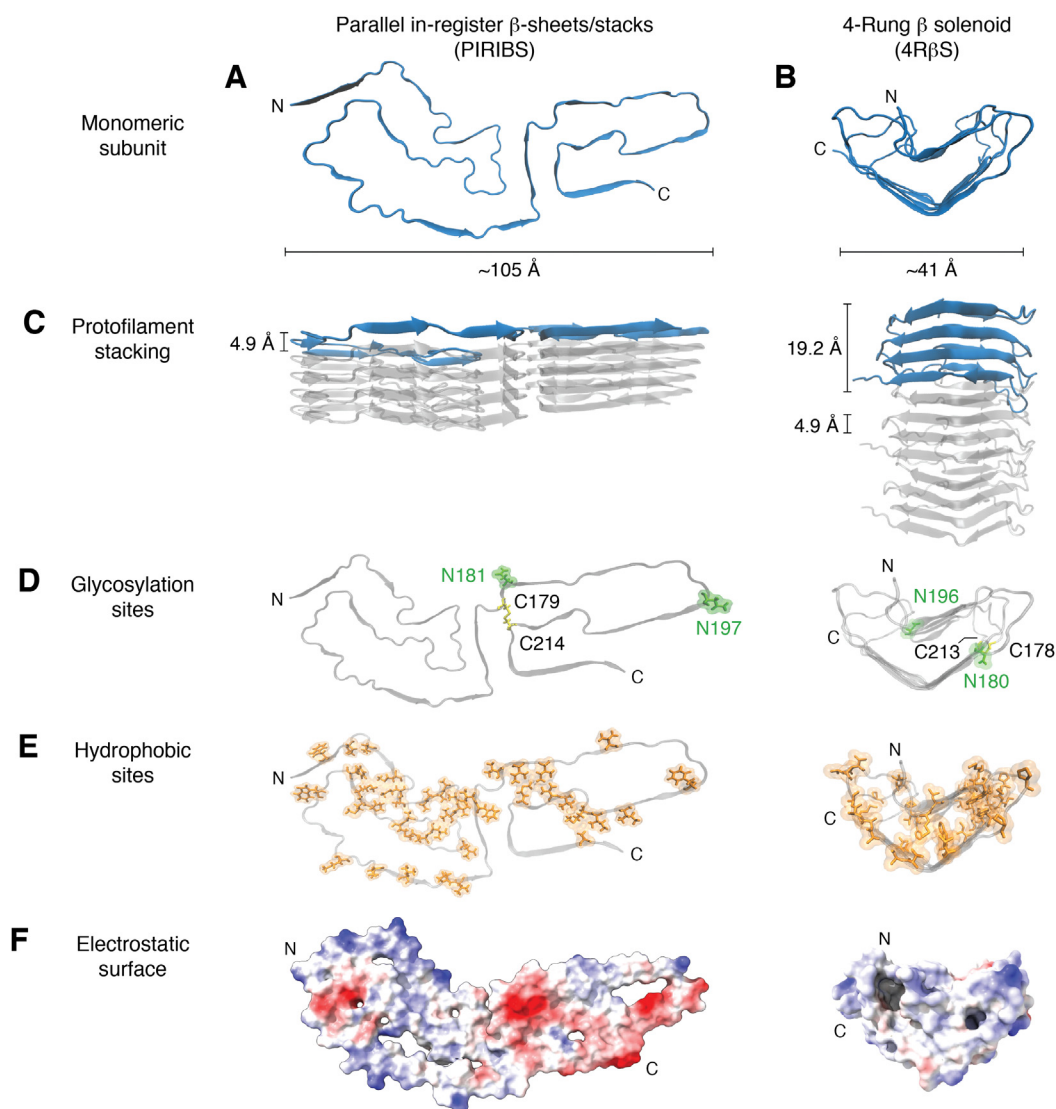 Parallel in-register β-sheets/stacks
(PIRIBS)
4-Rung β solenoid
(4RβS)
A
B
Monomeric
subunit
N
C
N
C
~105 Å
~41 Å
C
Protofilament
stacking
4.9 Å
19.2 Å
4.9 Å
D
Glycosylation
sites
N
N181
C179
C214
N197
C
N
N196
C
C213
C178
N180
E
Hydrophobic
sites
N
C
N
C
F
Electrostatic
surface
N
C
N
C